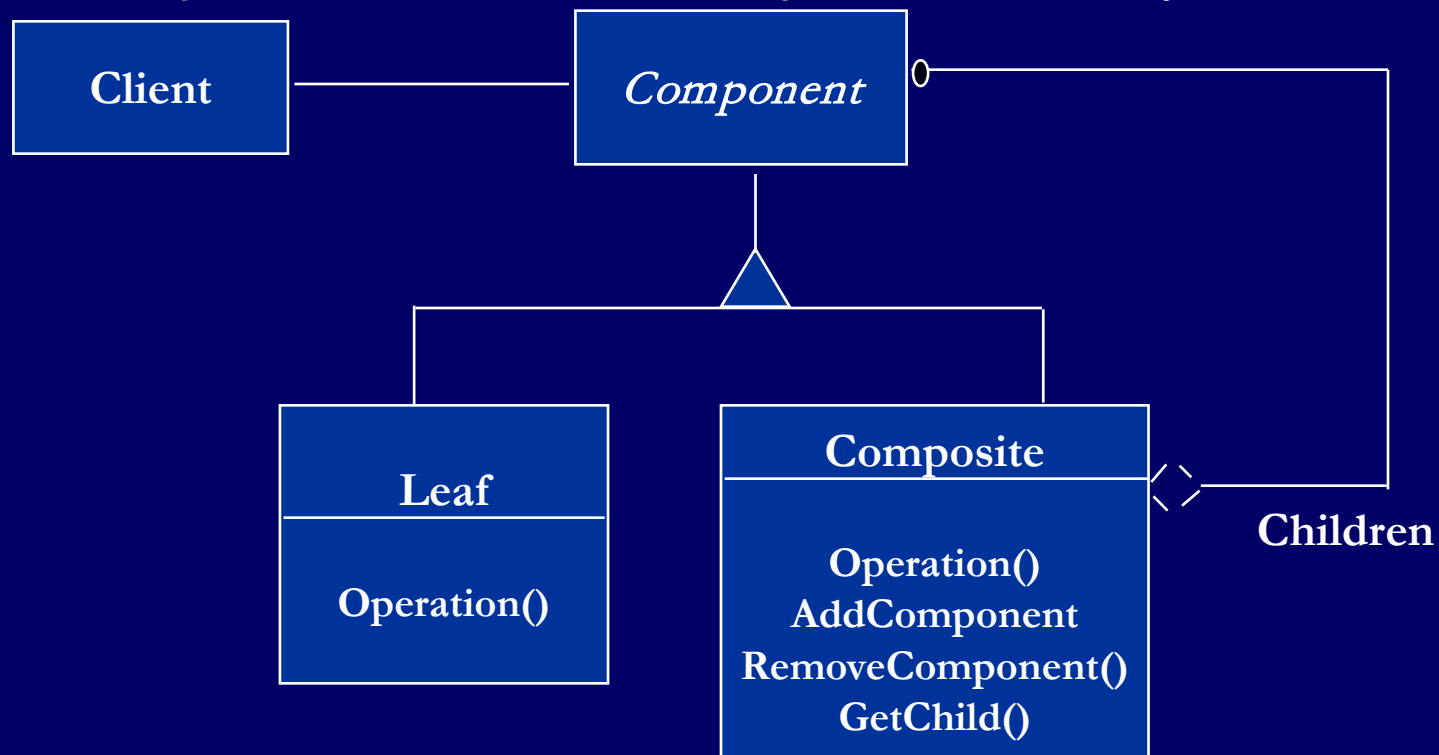 Client
Component
Leaf
Operation()
Composite
Operation()
AddComponent
RemoveComponent()
GetChild()
Children